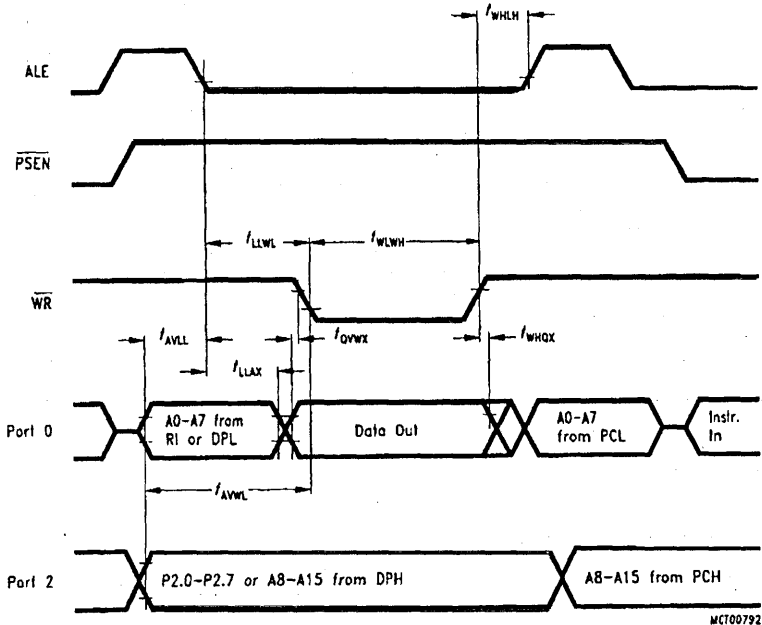 t_WHLH
ALE
PSEN
t_LLWL
t_WLWH
WR
t_AVLL
t_QVWX
t_WHQX
t_LLAX
Port 0
A0-A7 from
RI or DPL
Data Out
A0-A7
from PCL
Instr.
In
t_AVWL
Port 2
P2.0-P2.7 or A8-A15 from DPH
A8-A15 from PCH
MCT00792